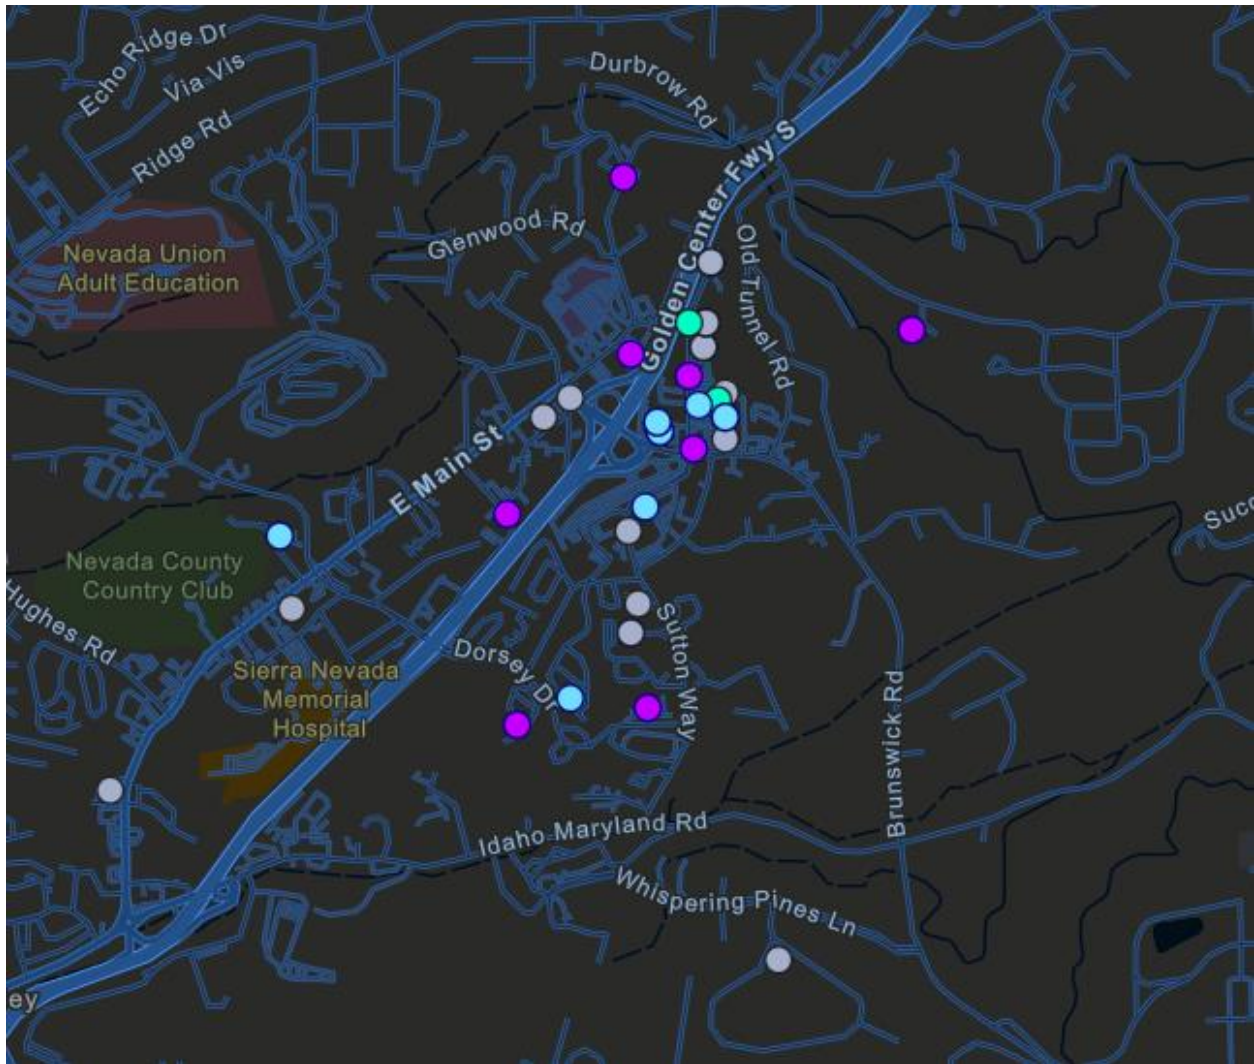 Echo Ridge Dr
Via Vis
Ridge Rd
Durbrow Rd
Golden Center Fwy S
Glenwood Rd
Old Tunnel Rd
Nevada Union
Adult Education
E Main St
Succ
Nevada County
Country Club
Hughes Rd
Sutton Way
Dorsey Dr
Sierra Nevada
Memorial
Hospital
Brunswick Rd
Idaho Maryland Rd
Whispering Pines Ln
ey